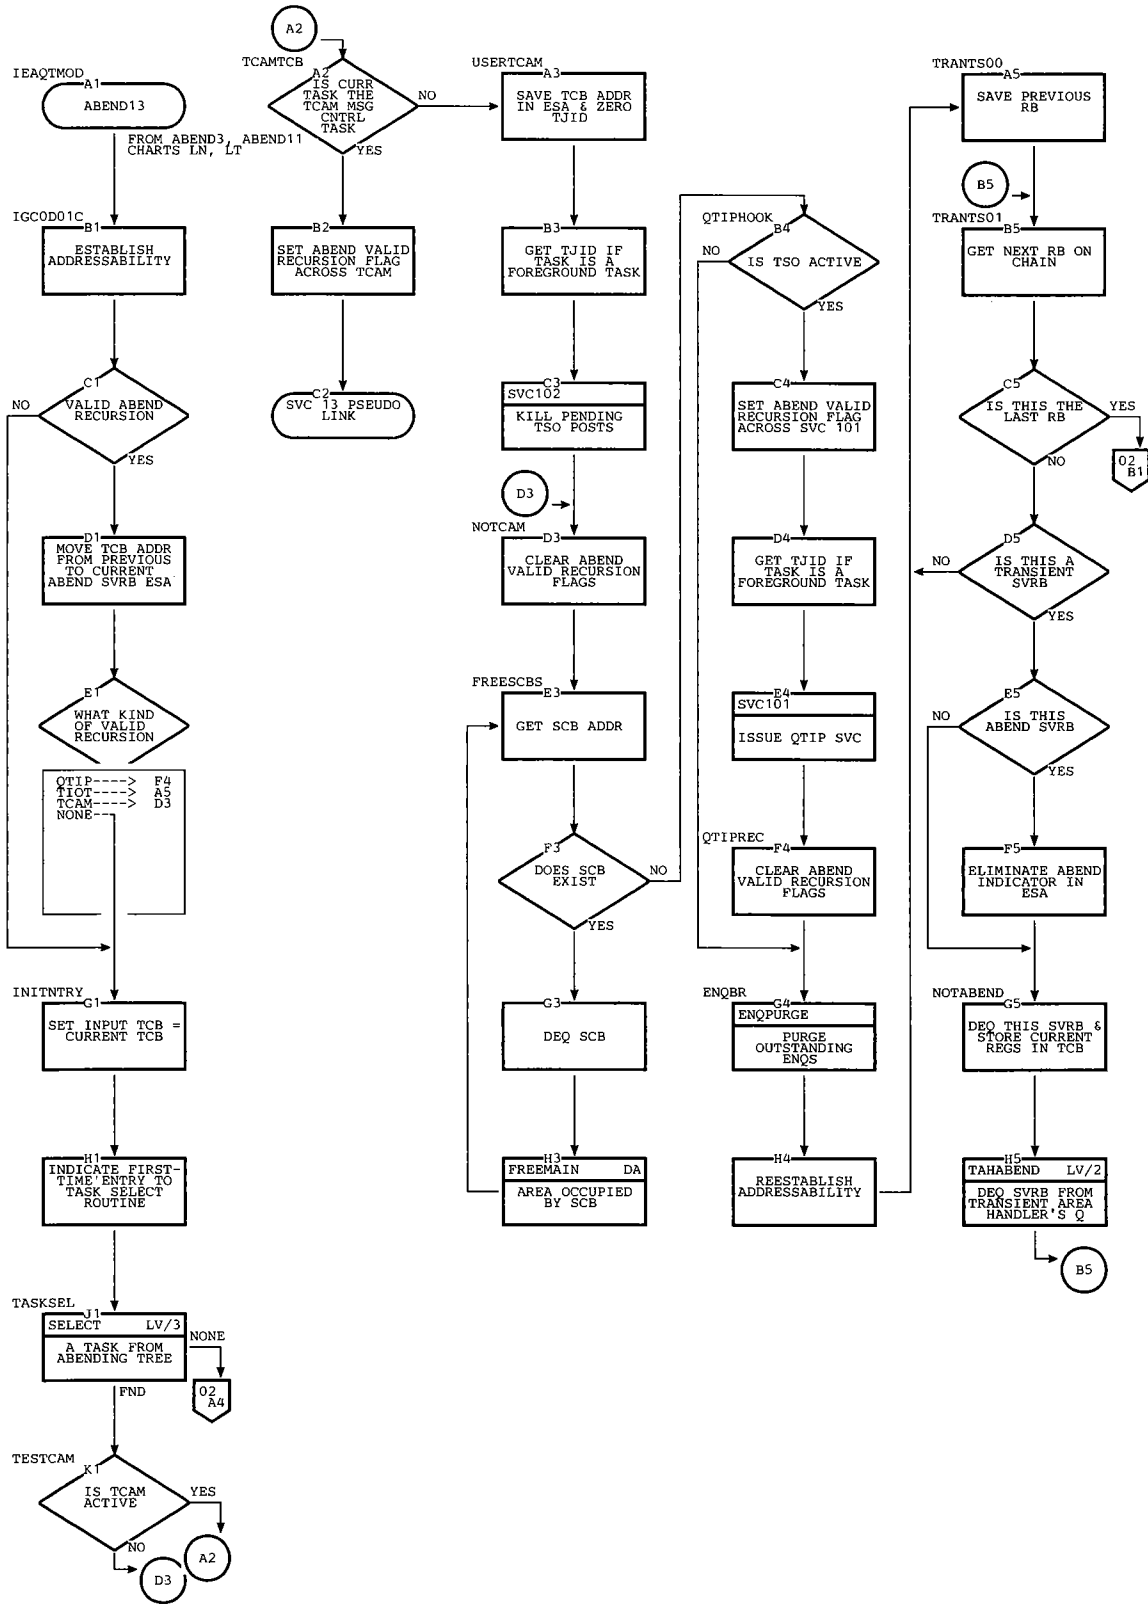 IEAQTMOD
A1
ABEND13
FROM ABEND3, ABEND11
CHARTS LN, LT
IGC0D01C
B1
ESTABLISH
ADDRESSABILITY
C1
VALID ABEND
RECURSION
NO
YES
D1
MOVE TCB ADDR
FROM PREVIOUS
TO CURRENT
ABEND SVRB ESA
E1
WHAT KIND
OF VALID
RECURSION
QTIP----> F4
TIOT----> A5
TCAM----> D3
NONE--
INITNTRY
G1
SET INPUT TCB =
CURRENT TCB
H1
INDICATE FIRST-
TIME'ENTRY TO
TASK SELECT
ROUTINE
TASKSEL
J1
SELECT LV/3
A TASK FROM
ABENDING TREE
NONE
02
A4
FND
TESTCAM
K1
IS TCAM
ACTIVE
YES
NO
A2
D3
A2
TCAMTCB
A2
IS CURR
TASK THE
TCAM MSG
CNTRL
TASK
NO
YES
B2
SET ABEND VALID
RECURSION FLAG
ACROSS TCAM
C2
SVC 13 PSEUDO
LINK
USERTCAM
A3
SAVE TCB ADDR
IN ESA & ZERO
TJID
B3
GET TJID IF
TASK IS A
FOREGROUND TASK
C3
SVC102
KILL PENDING
TSO POSTS
D3
NOTCAM
D3
CLEAR ABEND
VALID RECURSION
FLAGS
FREESCBS
E3
GET SCB ADDR
F3
DOES SCB
EXIST
NO
YES
G3
DEQ SCB
H3
FREEMAIN DA
AREA OCCUPIED
BY SCB
QTIPHOOK
B4
IS TSO ACTIVE
NO
YES
C4
SET ABEND VALID
RECURSION FLAG
ACROSS SVC 101
D4
GET TJID IF
TASK IS A
FOREGROUND TASK
E4
SVC101
ISSUE QTIP SVC
QTIPREC
F4
CLEAR ABEND
VALID RECURSION
FLAGS
ENQBR
G4
ENQPURGE
PURGE
OUTSTANDING
ENQS
H4
REESTABLISH
ADDRESSABILITY
TRANTS00
A5
SAVE PREVIOUS
RB
B5
TRANTS01
B5
GET NEXT RB ON
CHAIN
C5
IS THIS THE
LAST RB
YES
02
B1
NO
D5
IS THIS A
TRANSIENT
SVRB
NO
YES
E5
IS THIS
ABEND SVRB
NO
YES
F5
ELIMINATE ABEND
INDICATOR IN
ESA
NOTABEND
G5
DEQ THIS SVRB &
STORE CURRENT
REGS IN TCB
H5
TAHABEND LV/2
DEQ SVRB FROM
TRANSIENT AREA
HANDLER'S Q
B5